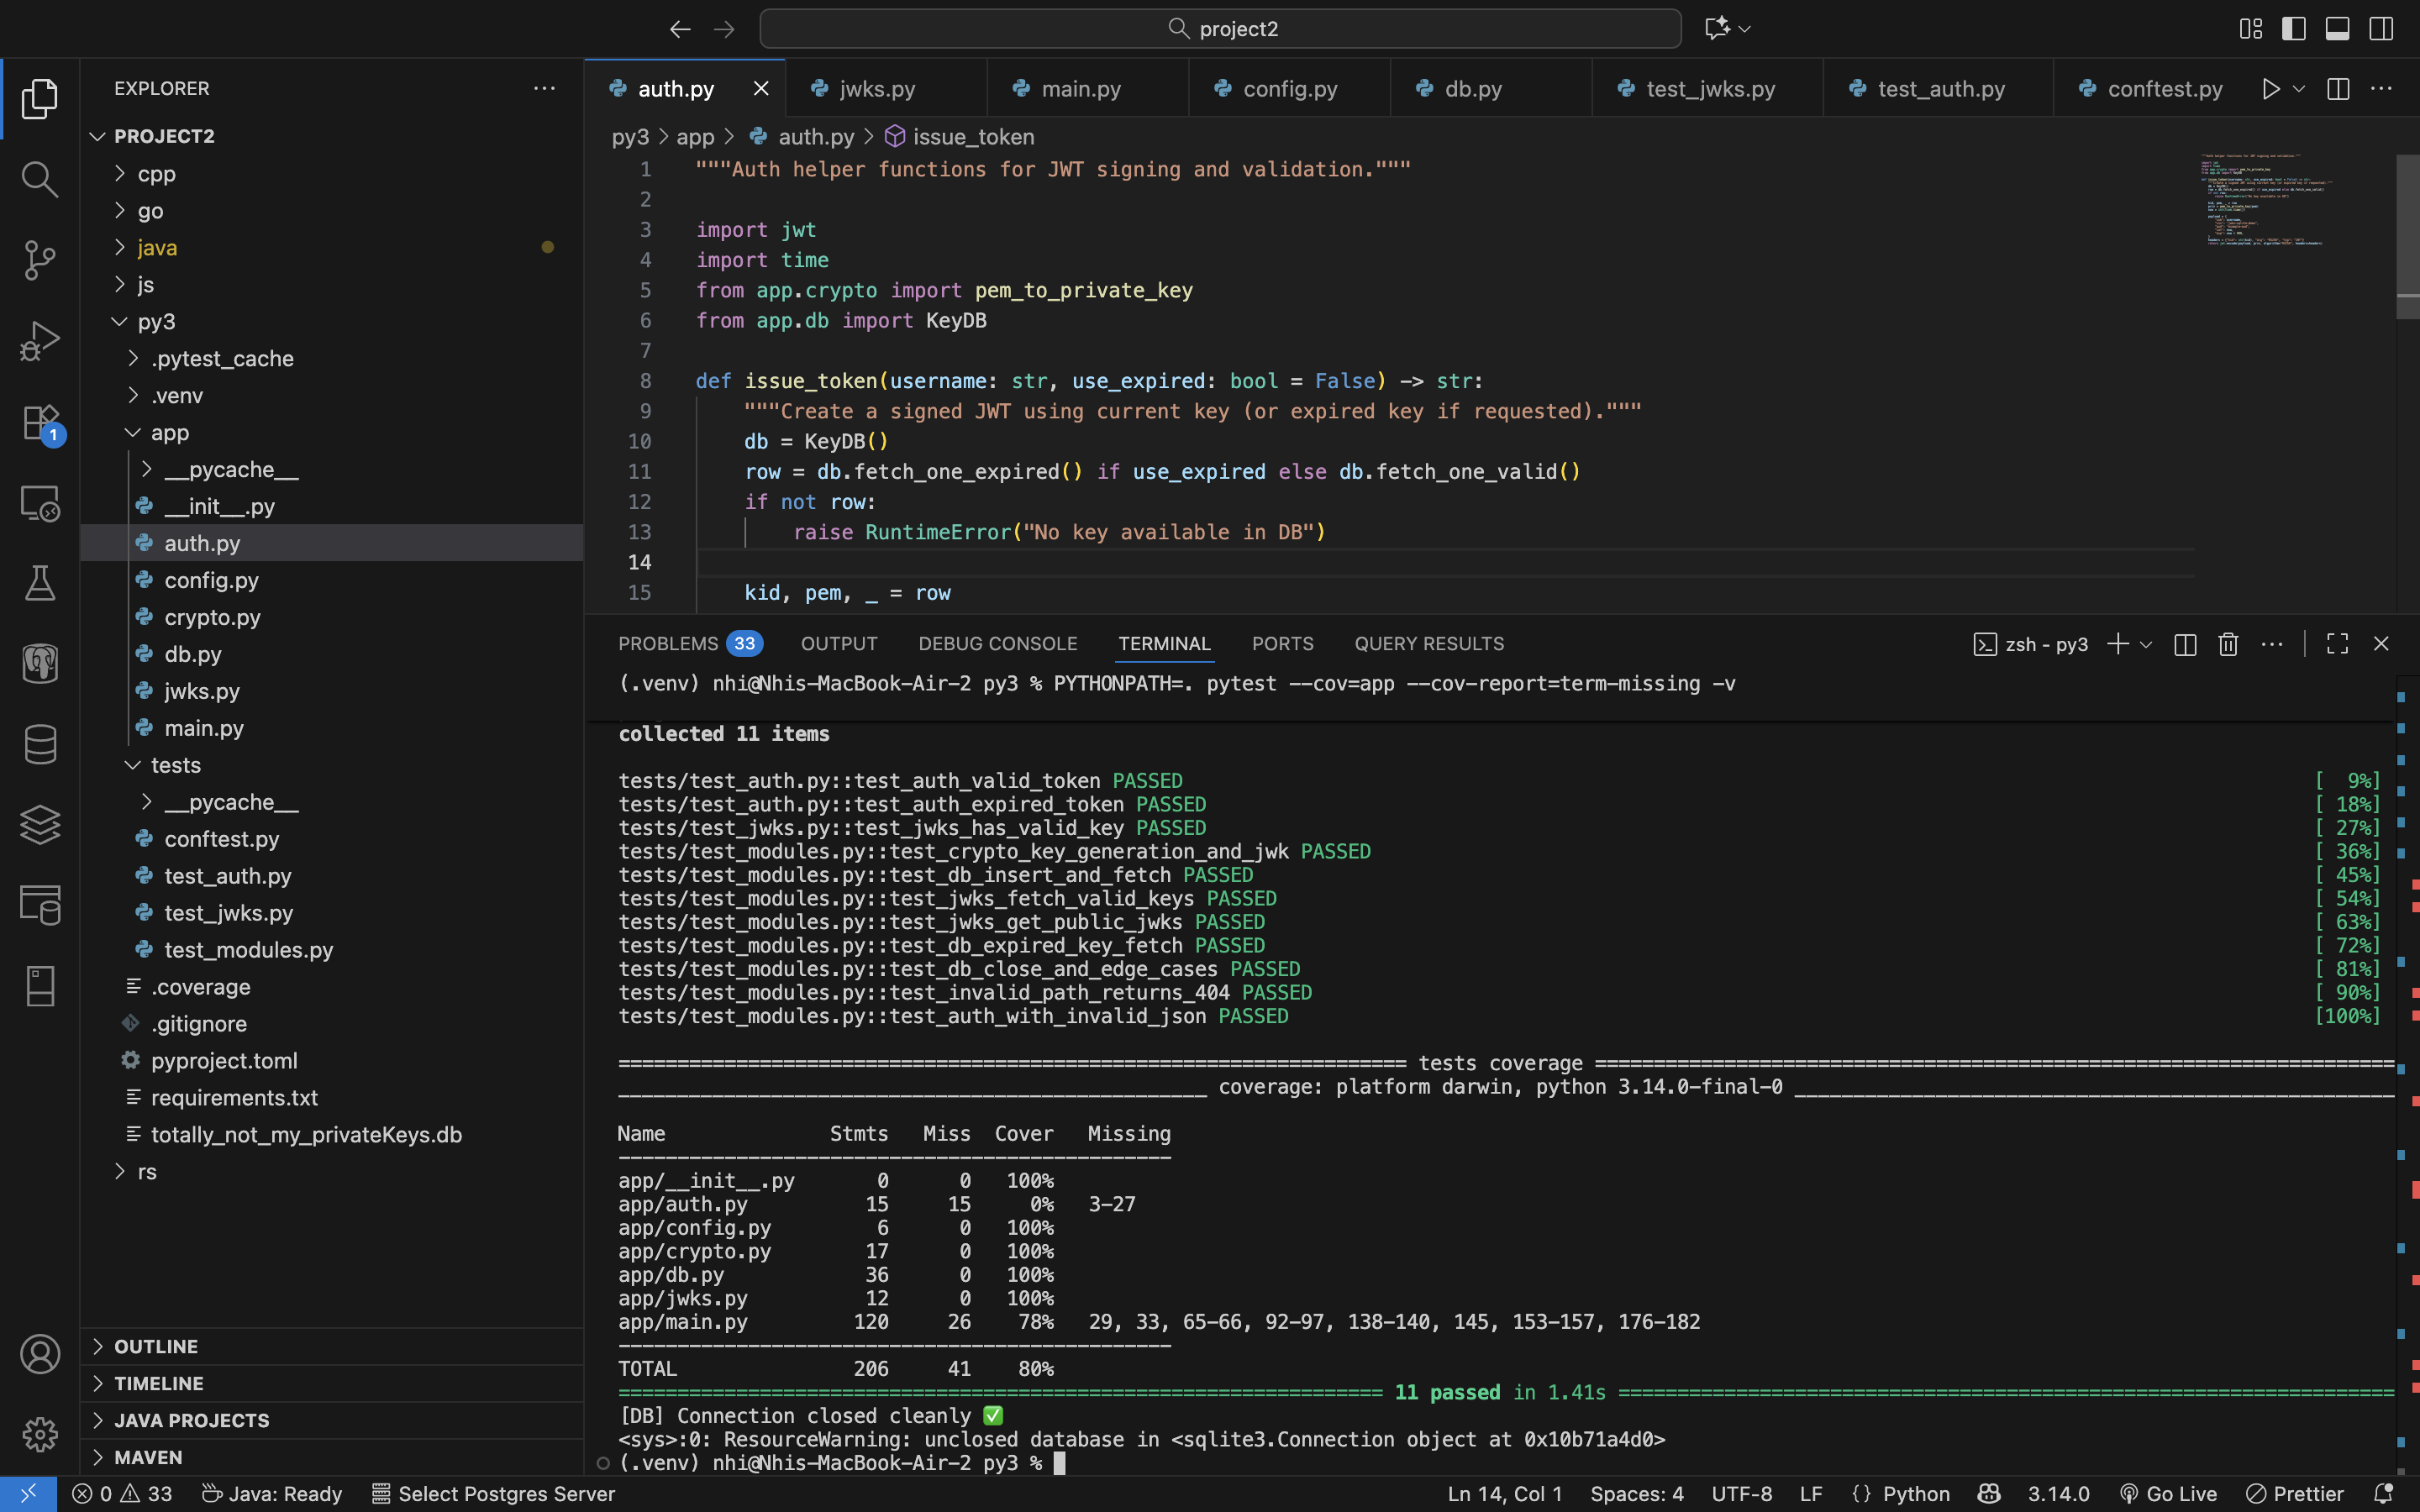 project2
EXPLORER
PROJECT2
cpp
go
java
js
py3
.pytest_cache
.venv
app
__pycache__
__init__.py
auth.py
config.py
crypto.py
db.py
jwks.py
main.py
tests
__pycache__
conftest.py
test_auth.py
test_jwks.py
test_modules.py
.coverage
.gitignore
pyproject.toml
requirements.txt
totally_not_my_privateKeys.db
rs
OUTLINE
TIMELINE
JAVA PROJECTS
MAVEN
1
auth.py jwks.py main.py config.py db.py test_jwks.py test_auth.py conftest.py
py3 > app > auth.py > issue_token
1 """Auth helper functions for JWT signing and validation."""
2
3 import jwt
4 import time
5 from app.crypto import pem_to_private_key
6 from app.db import KeyDB
7
8 def issue_token(username: str, use_expired: bool = False) -> str:
9 """Create a signed JWT using current key (or expired key if requested)."""
10 db = KeyDB()
11 row = db.fetch_one_expired() if use_expired else db.fetch_one_valid()
12 if not row:
13 raise RuntimeError("No key available in DB")
14
15 kid, pem, _ = row
PROBLEMS 33 OUTPUT DEBUG CONSOLE TERMINAL PORTS QUERY RESULTS zsh - py3
(.venv) nhi@Nhis-MacBook-Air-2 py3 % PYTHONPATH=. pytest --cov=app --cov-report=term-missing -v
collected 11 items
tests/test_auth.py::test_auth_valid_token PASSED [  9%]
tests/test_auth.py::test_auth_expired_token PASSED [ 18%]
tests/test_jwks.py::test_jwks_has_valid_key PASSED [ 27%]
tests/test_modules.py::test_crypto_key_generation_and_jwk PASSED [ 36%]
tests/test_modules.py::test_db_insert_and_fetch PASSED [ 45%]
tests/test_modules.py::test_jwks_fetch_valid_keys PASSED [ 54%]
tests/test_modules.py::test_jwks_get_public_jwks PASSED [ 63%]
tests/test_modules.py::test_db_expired_key_fetch PASSED [ 72%]
tests/test_modules.py::test_db_close_and_edge_cases PASSED [ 81%]
tests/test_modules.py::test_invalid_path_returns_404 PASSED [ 90%]
tests/test_modules.py::test_auth_with_invalid_json PASSED [100%]
tests coverage
coverage: platform darwin, python 3.14.0-final-0
Name Stmts Miss Cover Missing
app/__init__.py 0 0 100%
app/auth.py 15 15 0% 3-27
app/config.py 6 0 100%
app/crypto.py 17 0 100%
app/db.py 36 0 100%
app/jwks.py 12 0 100%
app/main.py 120 26 78% 29, 33, 65-66, 92-97, 138-140, 145, 153-157, 176-182
TOTAL 206 41 80%
11 passed in 1.41s
[DB] Connection closed cleanly ✅
<sys>:0: ResourceWarning: unclosed database in <sqlite3.Connection object at 0x10b71a4d0>
(.venv) nhi@Nhis-MacBook-Air-2 py3 %
0 33 Java: Ready Select Postgres Server Ln 14, Col 1 Spaces: 4 UTF-8 LF {} Python 3.14.0 Go Live Prettier